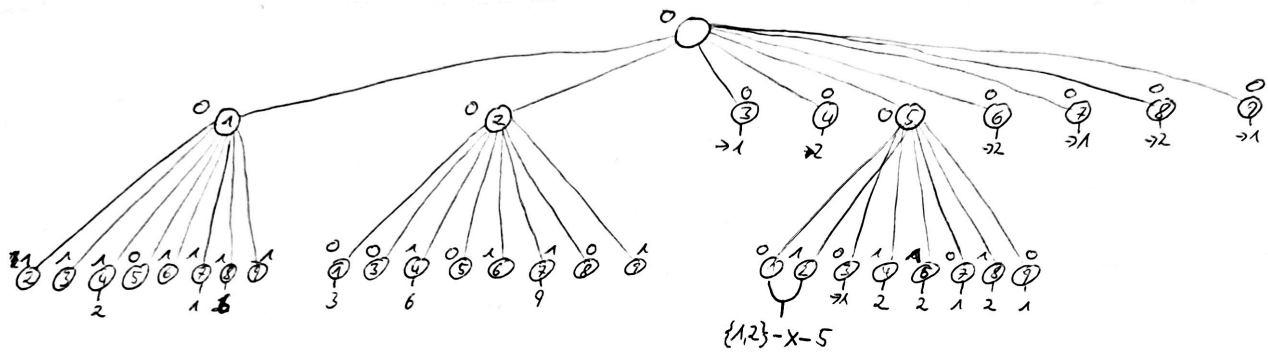 0
0 1
0 2
0 3
0 4
0 5
0 6
0 7
0 8
0 9
→1 →2 →2 →1 →2 →1
1 1 1 0 1 1 1 1
2 3 4 5 6 7 8 9
2 1 6
0 0 1 0 1 1 0 1
1 3 4 5 6 7 8 9
3 6 9
0 1 0 1 1 0 1 0
1 2 3 4 6 7 8 9
→1 2 2 1 2 1
{1,2}-x-5